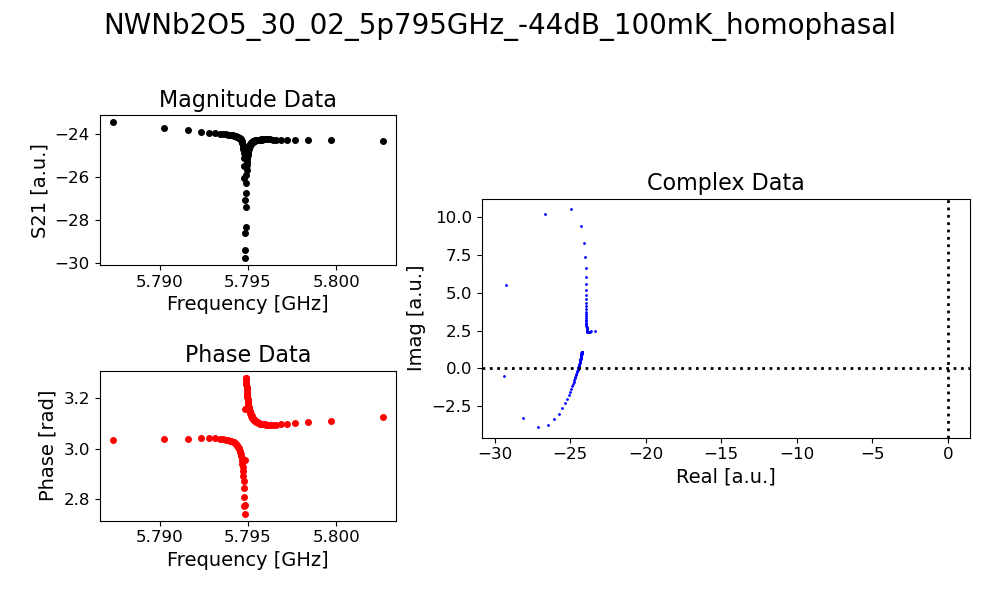 NWNb2O5_30_02_5p795GHz_-44dB_100mK_homophasal
Magnitude Data
S21 [a.u.]
−24
−26
−28
−30
5.790 5.795 5.800
Frequency [GHz]
Phase Data
Phase [rad]
3.2
3.0
2.8
5.790 5.795 5.800
Frequency [GHz]
Complex Data
Imag [a.u.]
10.0
7.5
5.0
2.5
0.0
−2.5
−30 −25 −20 −15 −10 −5 0
Real [a.u.]